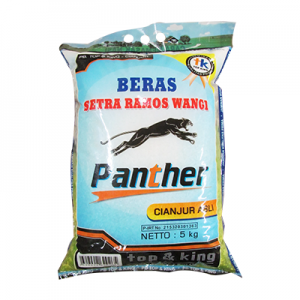 BERAS
SETRA RAMOS WANGI
Panther
CIANJUR ASLI
NETTO : 5 kg
top & king